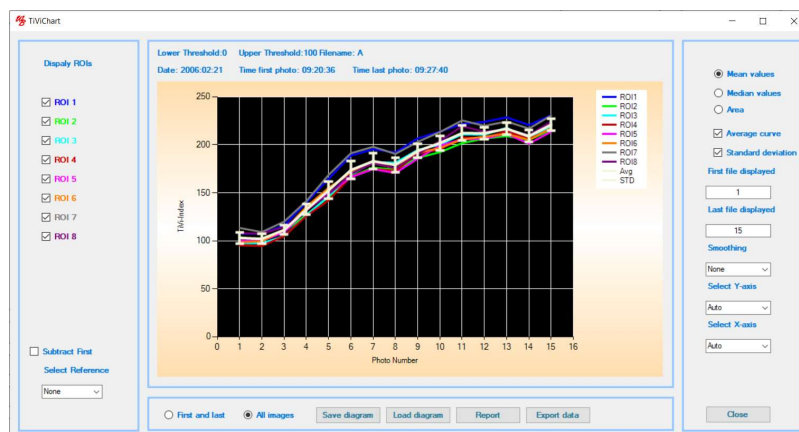 TiViChart
Dispaly ROIs
ROI 1
ROI 2
ROI 3
ROI 4
ROI 5
ROI 6
ROI 7
ROI 8
Subtract First
Select Reference
None
Lower Threshold:0 Upper Threshold:100 Filename: A
Date: 2006:02:21 Time first photo: 09:20:36 Time last photo: 09:27:40
TiVi-Index
250
200
150
100
50
0
0 1 2 3 4 5 6 7 8 9 10 11 12 13 14 15 16
Photo Number
ROI1
ROI2
ROI3
ROI4
ROI5
ROI6
ROI7
ROI8
Avg
STD
First and last All images Save diagram Load diagram Report Export data
Mean values
Median values
Area
Average curve
Standard deviation
First file displayed
1
Last file displayed
15
Smoothing
None
Select Y-axis
Auto
Select X-axis
Auto
Close